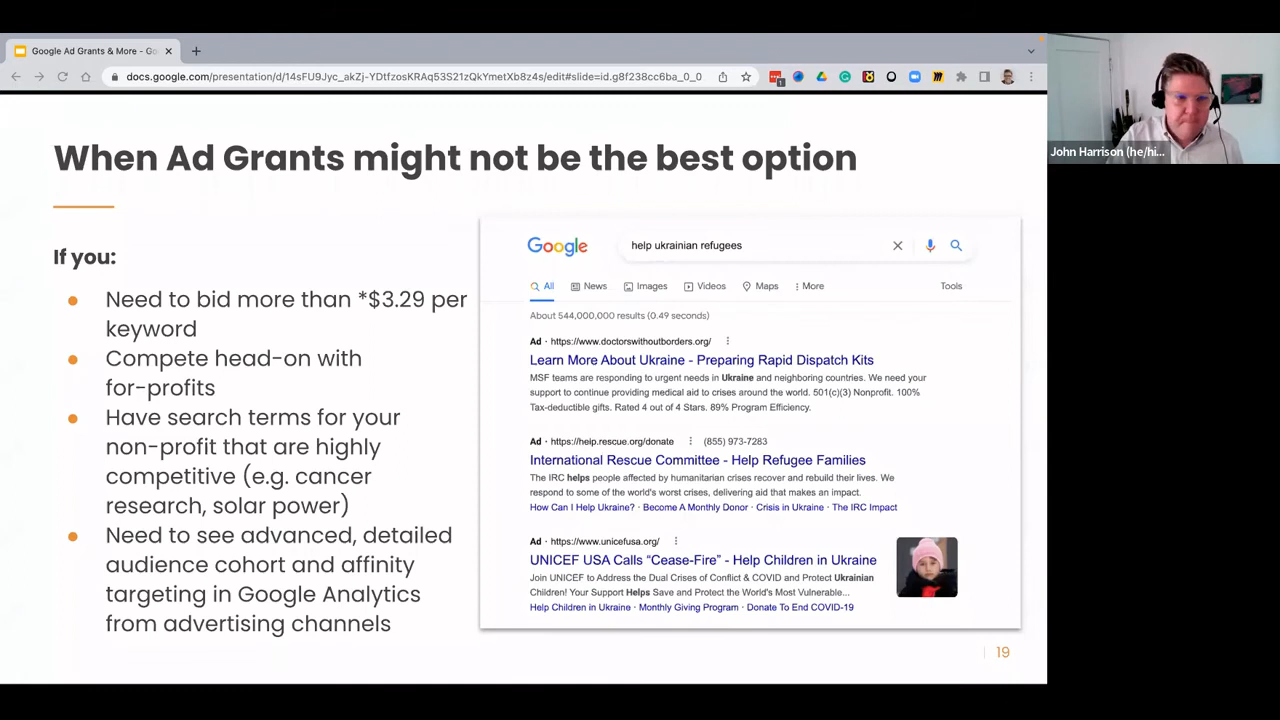 Google Ad Grants & More - Go
docs.google.com/presentation/d/14sFU9Jyc_akZj-YDtfzosKRAq53S21zQkYmetXb8z4s/edit#slide=id.g8f238cc6ba_0_0
John Harrison (he/hi...
When Ad Grants might not be the best option
If you:
Need to bid more than *$3.29 per
keyword
Compete head-on with
for-profits
Have search terms for your
non-profit that are highly
competitive (e.g. cancer
research, solar power)
Need to see advanced, detailed
audience cohort and affinity
targeting in Google Analytics
from advertising channels
Google
help ukrainian refugees
All News Images Videos Maps More Tools
About 544,000,000 results (0.49 seconds)
Ad · https://www.doctorswithoutborders.org/
Learn More About Ukraine - Preparing Rapid Dispatch Kits
MSF teams are responding to urgent needs in Ukraine and neighboring countries. We need your
support to continue providing medical aid to crises around the world. 501(c)(3) Nonprofit. 100%
Tax-deductible gifts. Rated 4 out of 4 Stars. 89% Program Efficiency.
Ad · https://help.rescue.org/donate (855) 973-7283
International Rescue Committee - Help Refugee Families
The IRC helps people affected by humanitarian crises recover and rebuild their lives. We
respond to some of the world's worst crises, delivering aid that makes an impact.
How Can I Help Ukraine? · Become A Monthly Donor · Crisis in Ukraine · The IRC Impact
Ad · https://www.unicefusa.org/
UNICEF USA Calls “Cease-Fire” - Help Children in Ukraine
Join UNICEF to Address the Dual Crises of Conflict & COVID and Protect Ukrainian
Children! Your Support Helps Save and Protect the World's Most Vulnerable...
Help Children in Ukraine · Monthly Giving Program · Donate To End COVID-19
19